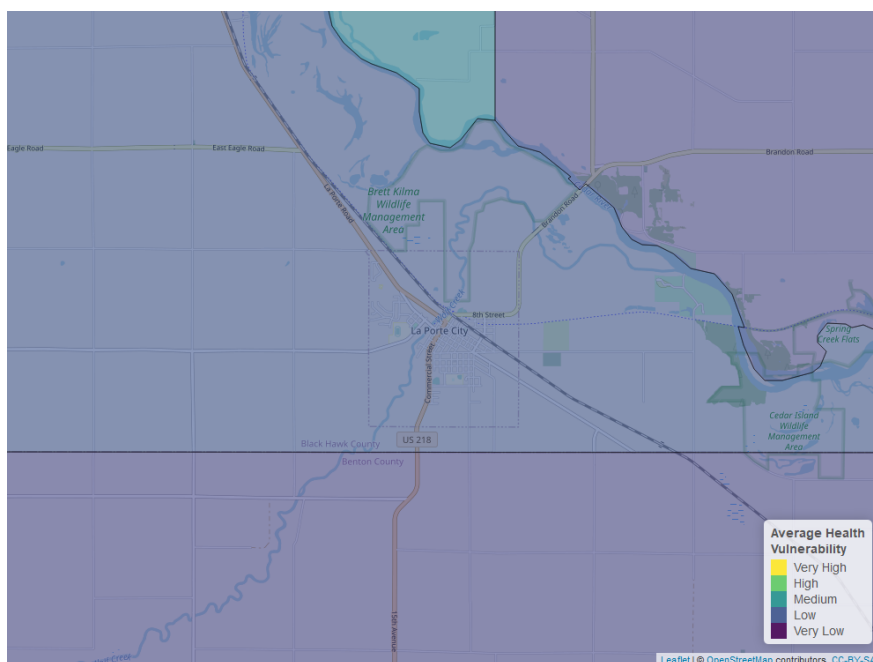 Eagle Road
East Eagle Road
Brandon Road
La Porte Road
Brett Kilma
Wildlife
Management
Area
Brandon Road
8th Street
La Porte City
Spring
Creek Flats
Commercial Street
Cedar Island
Wildlife
Management
Area
US 218
Black Hawk County
Benton County
15th Avenue
Average Health
Vulnerability
Very High
High
Medium
Low
Very Low
Leaflet | © OpenStreetMap contributors, CC-BY-SA